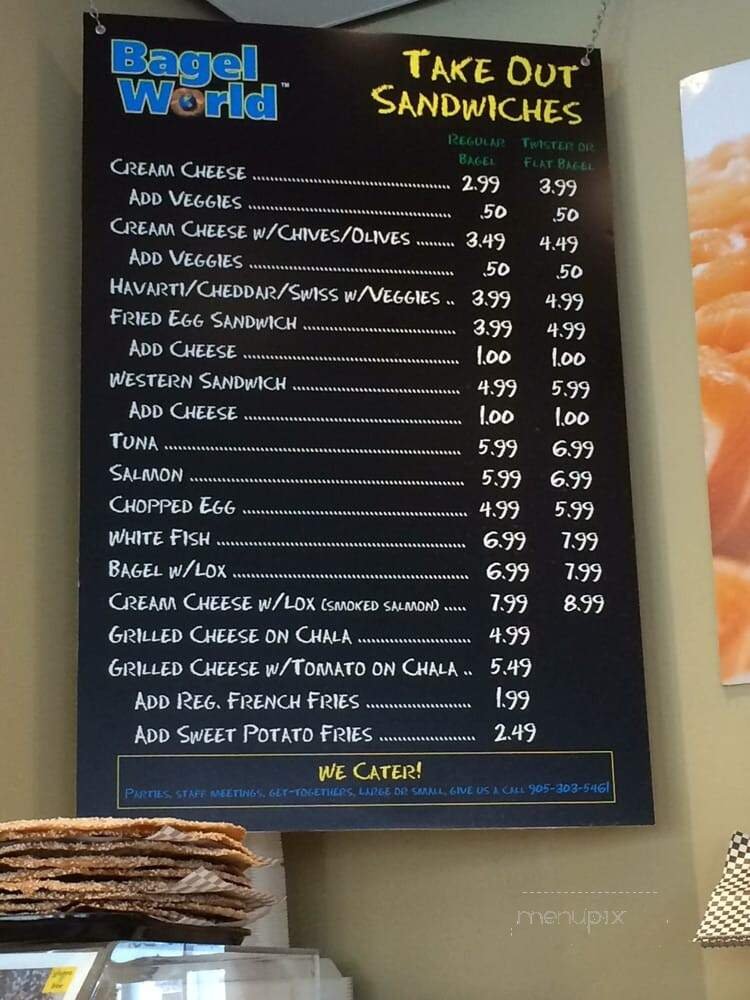 Bagel World™
Take Out Sandwiches
Regular Bagel
Twister or Flat Bagel
Cream Cheese 2.99 3.99
Add Veggies .50 .50
Cream Cheese w/Chives/Olives 3.49 4.49
Add Veggies .50 .50
Havarti/Cheddar/Swiss w/Veggies 3.99 4.99
Fried Egg Sandwich 3.99 4.99
Add Cheese 1.00 1.00
Western Sandwich 4.99 5.99
Add Cheese 1.00 1.00
Tuna 5.99 6.99
Salmon 5.99 6.99
Chopped Egg 4.99 5.99
White Fish 6.99 7.99
Bagel w/Lox 6.99 7.99
Cream Cheese w/Lox (smoked salmon) 7.99 8.99
Grilled Cheese on Chala 4.99
Grilled Cheese w/Tomato on Chala 5.49
Add Reg. French Fries 1.99
Add Sweet Potato Fries 2.49
We Cater!
Parties, staff meetings, get-togethers, large or small, give us a call 905-303-5461
menupix